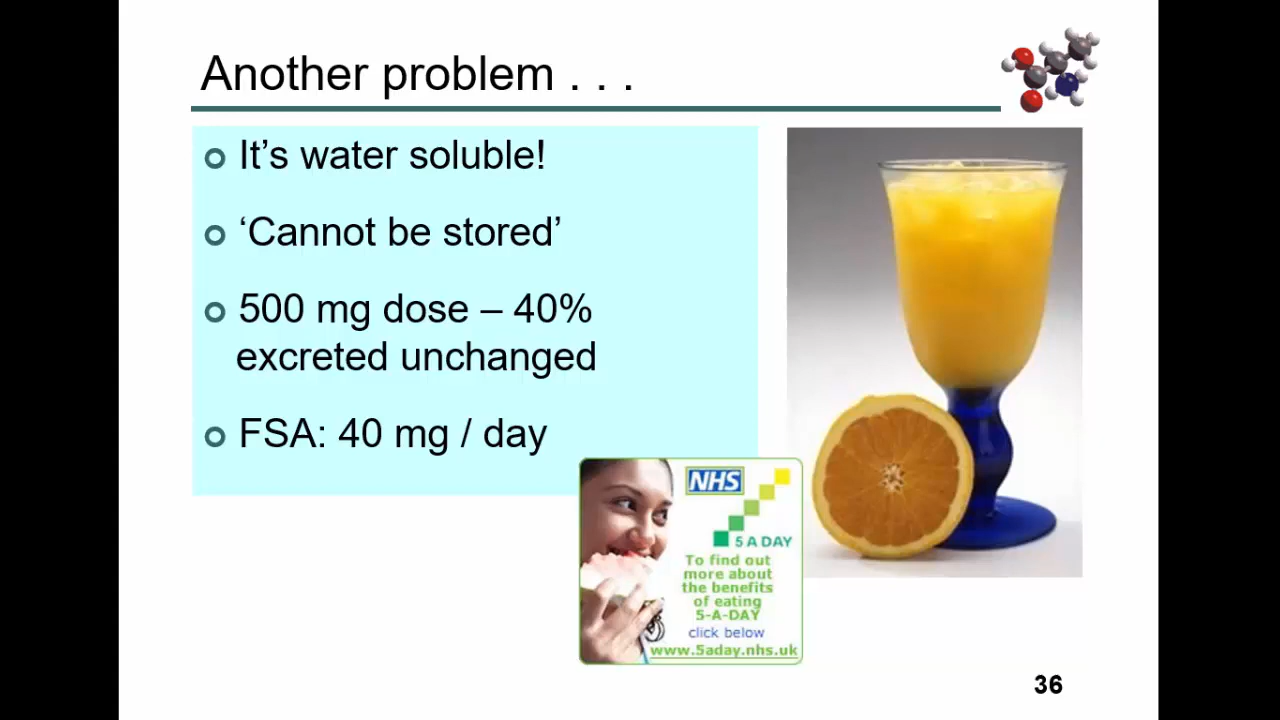 Another problem . . .
It’s water soluble!
‘Cannot be stored’
500 mg dose – 40%
excreted unchanged
FSA: 40 mg / day
NHS
5 A DAY
To find out
more about
the benefits
of eating
5-A-DAY
click below
www.5aday.nhs.uk
36